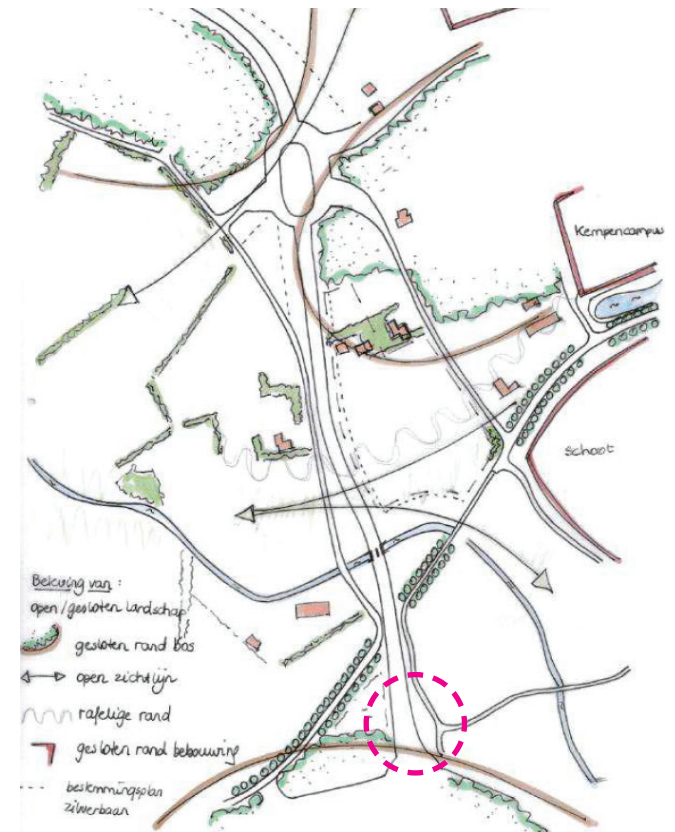 Kempencampus
Schoot
Beleving van :
open/gesloten landschap
gesloten rand bos
open zichtlijn
rafelige rand
gesloten rand bebouwing
bestemmingsplan
zilverbaan